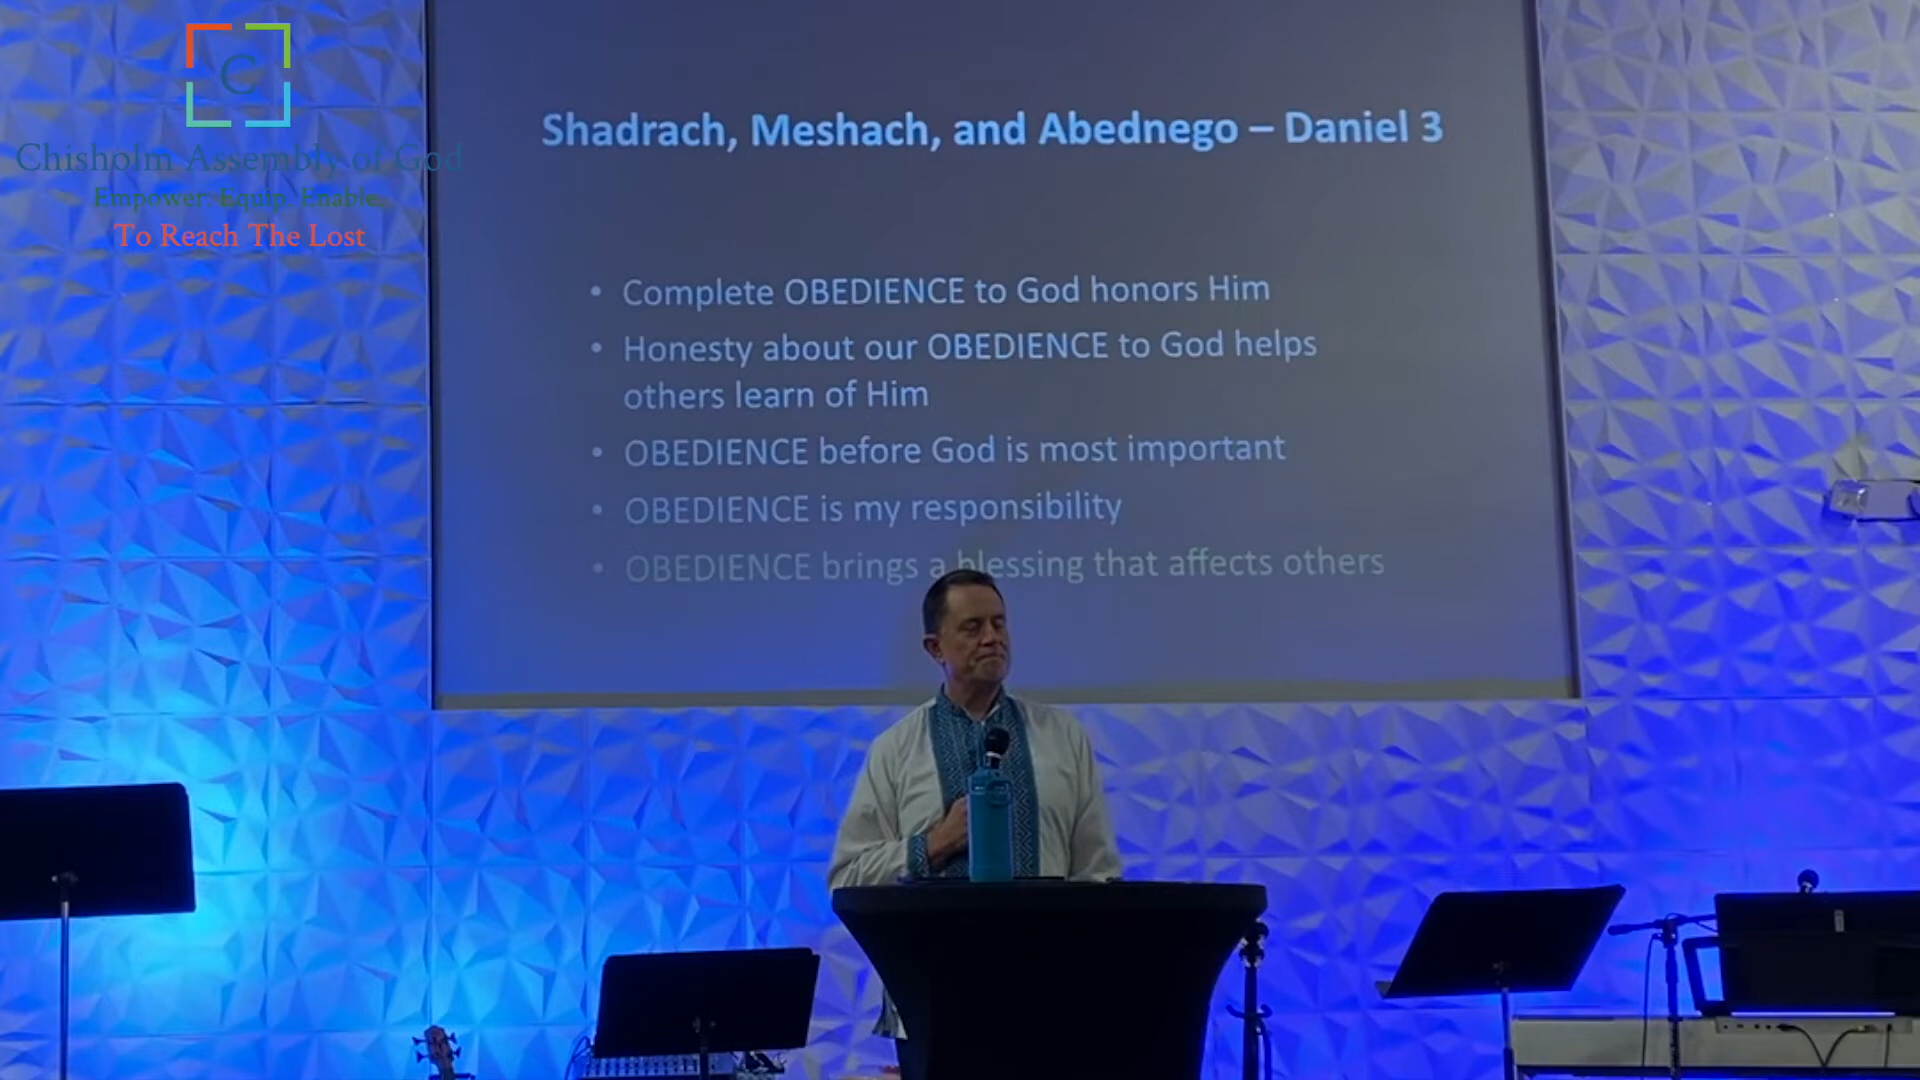 C
Chisholm Assembly of God
Empower. Equip. Enable.
To Reach The Lost
Shadrach, Meshach, and Abednego – Daniel 3
• Complete OBEDIENCE to God honors Him
• Honesty about our OBEDIENCE to God helps
others learn of Him
• OBEDIENCE before God is most important
• OBEDIENCE is my responsibility
• OBEDIENCE brings a blessing that affects others